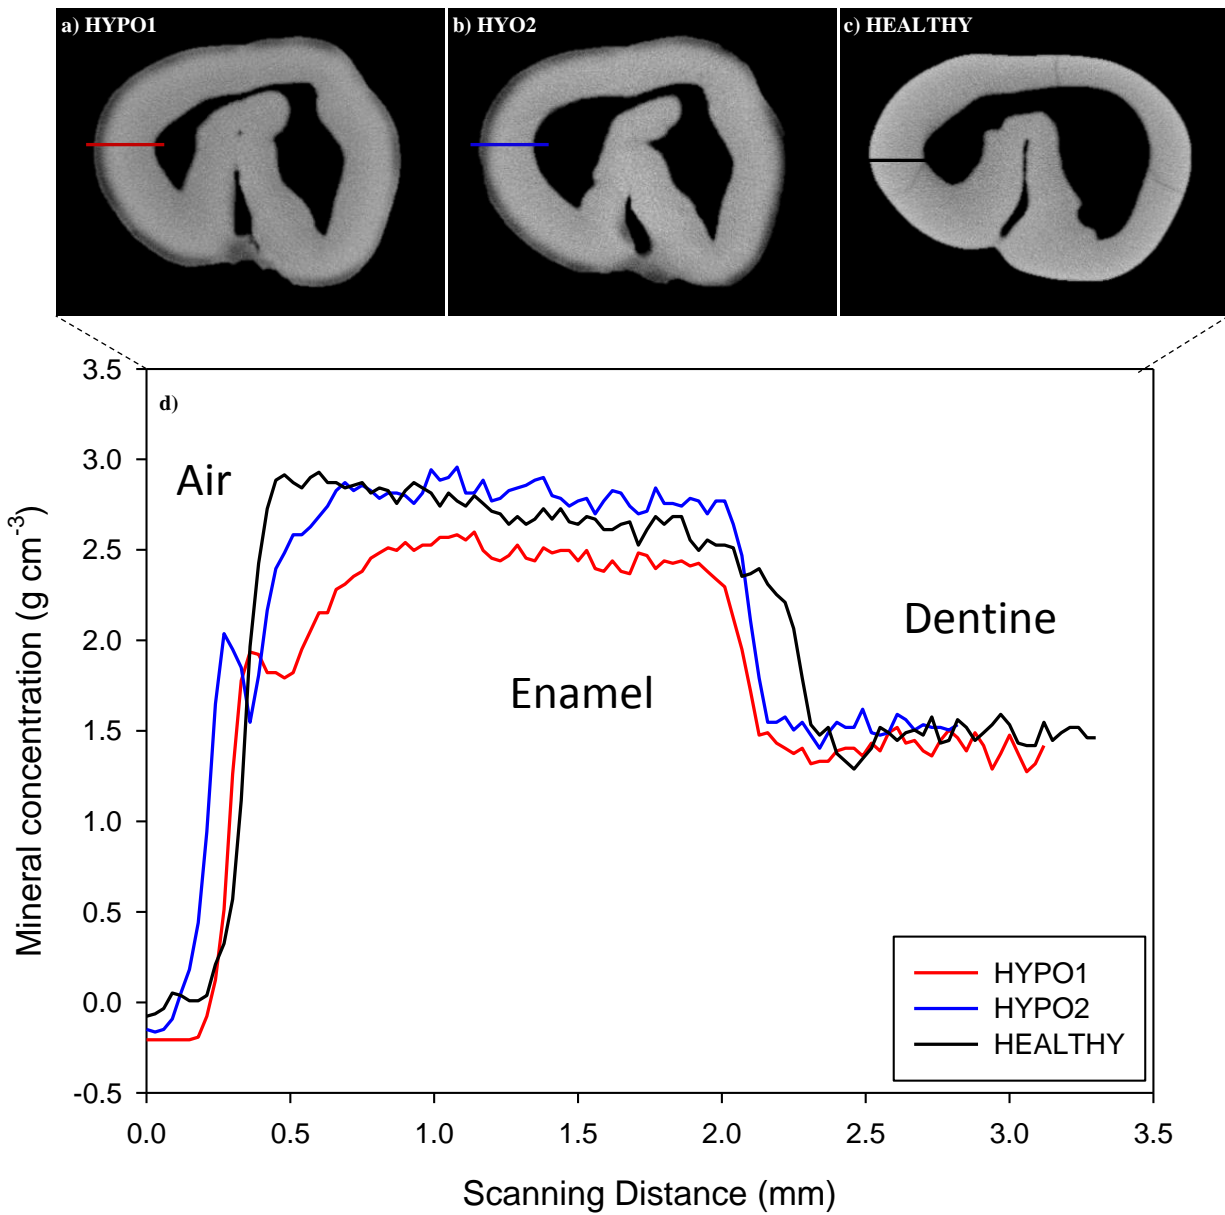 a) HYPO1
b) HYO2
c) HEALTHY
d)
Air
Enamel
Dentine
Mineral concentration (g cm-3)
3.5
3.0
2.5
2.0
1.5
1.0
0.5
0.0
-0.5
HYPO1
HYPO2
HEALTHY
0.0 0.5 1.0 1.5 2.0 2.5 3.0 3.5
Scanning Distance (mm)